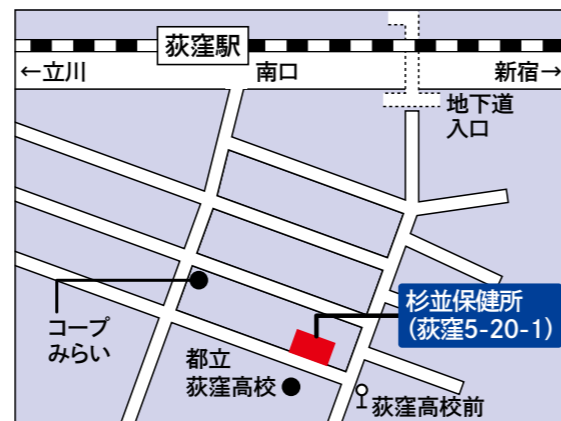 荻窪駅
←立川
南口
新宿→
地下道
入口
コープ
みらい
杉並保健所
(荻窪5-20-1)
都立
荻窪高校
荻窪高校前